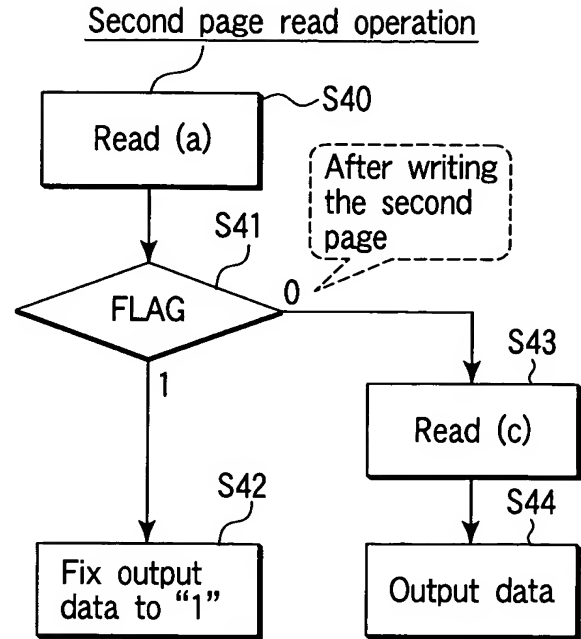 Second page read operation
S40
Read (a)
After writing
the second
page
S41
0
FLAG
1
S43
Read (c)
S42
S44
Fix output
data to “1”
Output data